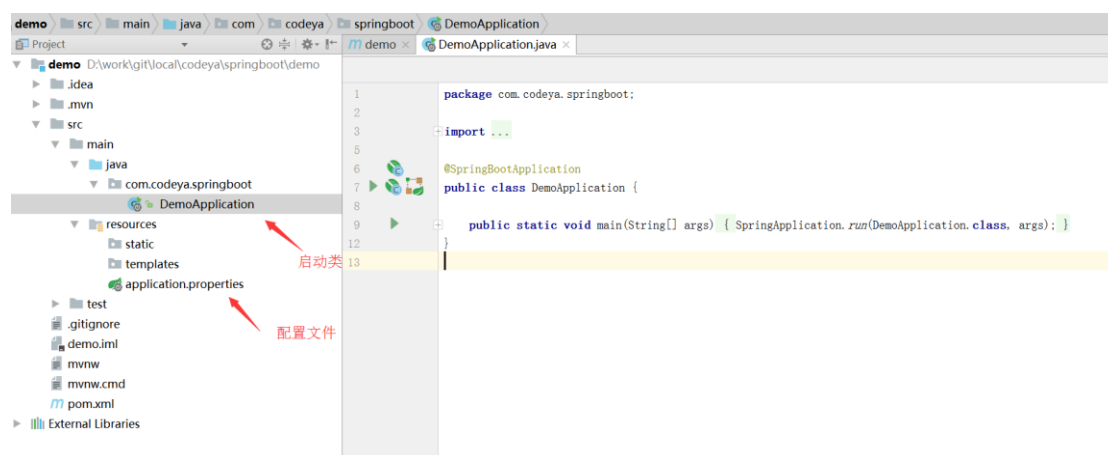 demo src main java com codeya springboot DemoApplication
Project
m demo × DemoApplication.java ×
demo D:\work\git\local\codeya\springboot\demo
.idea
.mvn
src
main
java
com.codeya.springboot
DemoApplication
resources
static
templates
application.properties
test
.gitignore
demo.iml
mvnw
mvnw.cmd
m pom.xml
External Libraries
启动类
配置文件
1 package com.codeya.springboot;
2
3 import ...
5
6 @SpringBootApplication
7 public class DemoApplication {
8
9 public static void main(String[] args) { SpringApplication.run(DemoApplication.class, args); }
12 }
13